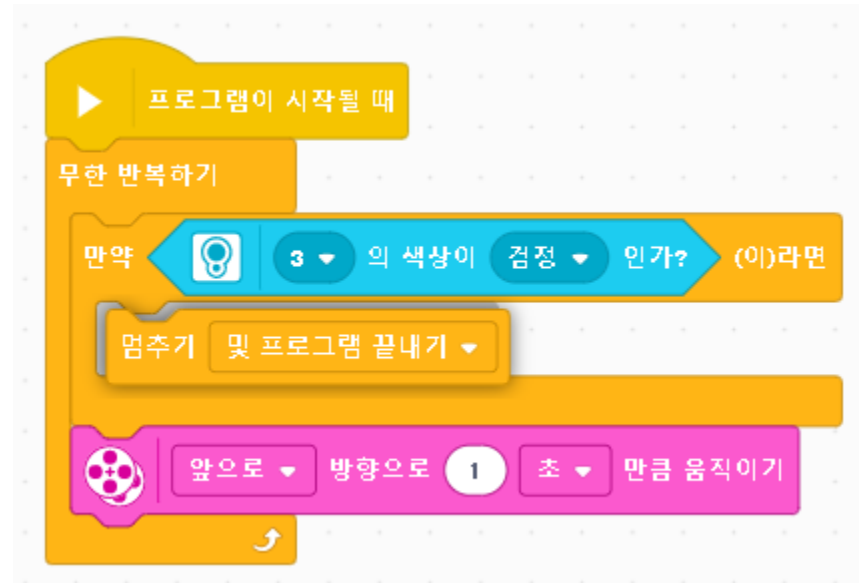 프로그램이 시작될 때
무한 반복하기
만약 3 의 색상이 검정 인가? (이)라면
멈추기 및 프로그램 끝내기
앞으로 방향으로 1 초 만큼 움직이기